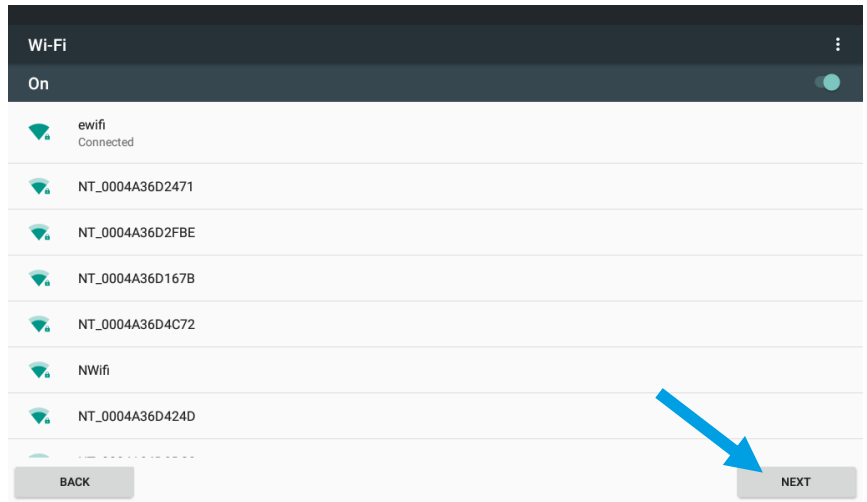 Wi-Fi
On
ewifi
Connected
NT_0004A36D2471
NT_0004A36D2FBE
NT_0004A36D167B
NT_0004A36D4C72
NWifi
NT_0004A36D424D
BACK
NEXT